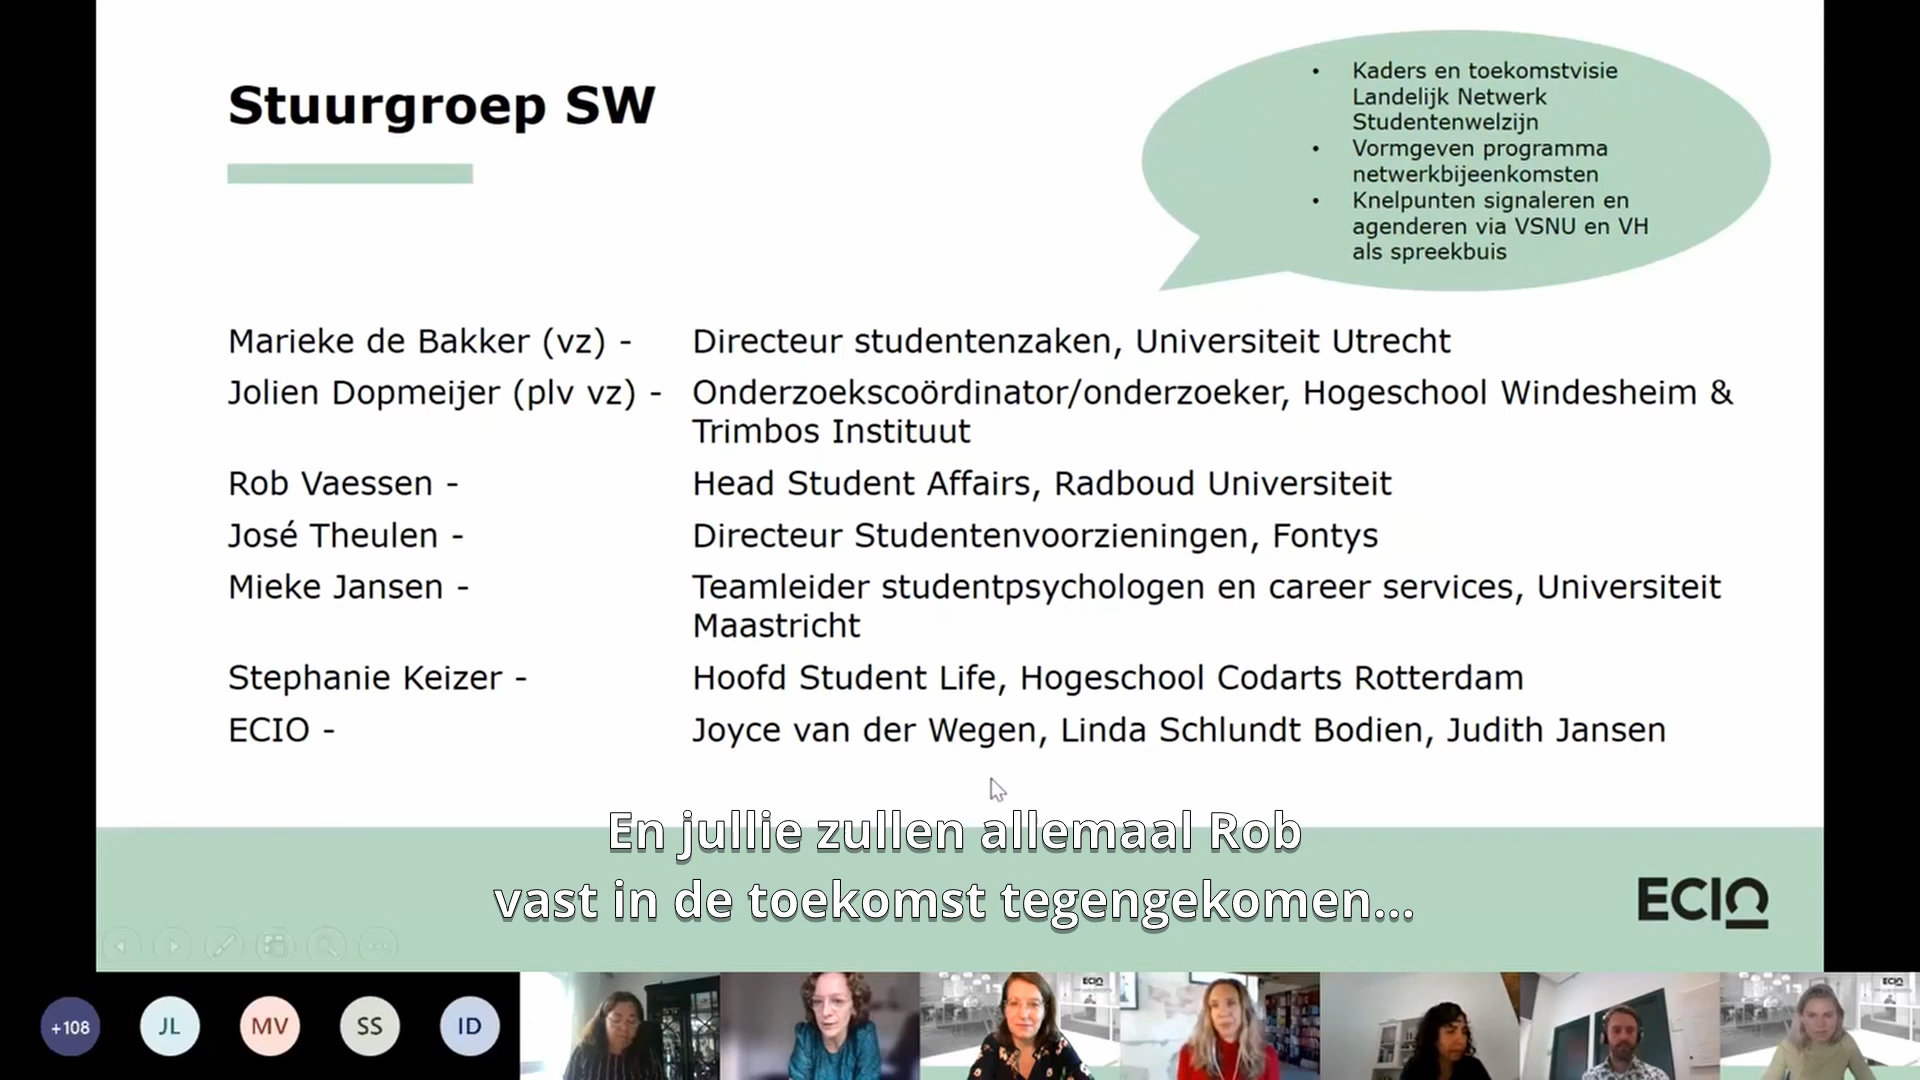 Stuurgroep SW
• Kaders en toekomstvisie
Landelijk Netwerk
Studentenwelzijn
• Vormgeven programma
netwerkbijeenkomsten
• Knelpunten signaleren en
agenderen via VSNU en VH
als spreekbuis
Marieke de Bakker (vz) - Directeur studentenzaken, Universiteit Utrecht
Jolien Dopmeijer (plv vz) - Onderzoekscoördinator/onderzoeker, Hogeschool Windesheim &
Trimbos Instituut
Rob Vaessen - Head Student Affairs, Radboud Universiteit
José Theulen - Directeur Studentenvoorzieningen, Fontys
Mieke Jansen - Teamleider studentpsychologen en career services, Universiteit
Maastricht
Stephanie Keizer - Hoofd Student Life, Hogeschool Codarts Rotterdam
ECIO - Joyce van der Wegen, Linda Schlundt Bodien, Judith Jansen
En jullie zullen allemaal Rob
vast in de toekomst tegengekomen...
ECIO
+108 JL MV SS ID
ECIO
ECIO